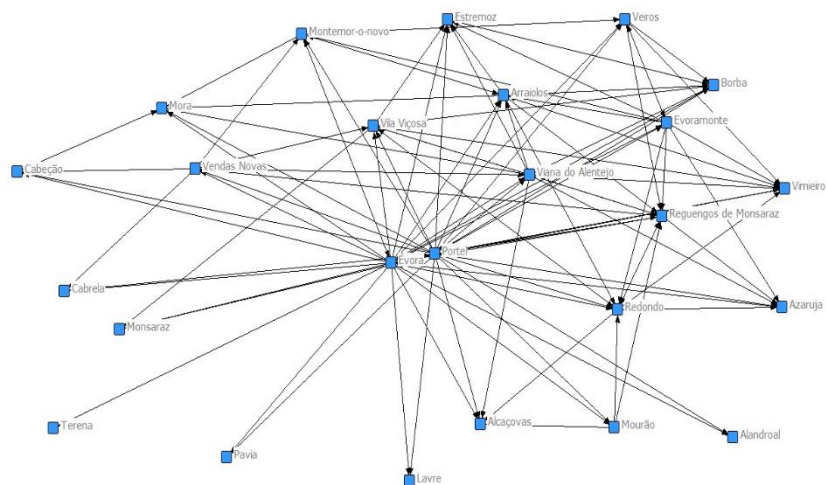 Estremoz
Veiros
Montemor-o-novo
Borba
Arraiolos
Mora
Evoramonte
Vila Viçosa
Vendas Novas
Cabeção
Viana do Alentejo
Vimieiro
Reguengos de Monsaraz
Portel
Évora
Cabrela
Azaruja
Redondo
Monsaraz
Alcaçovas
Mourão
Terena
Alandroal
Pavia
Lavre